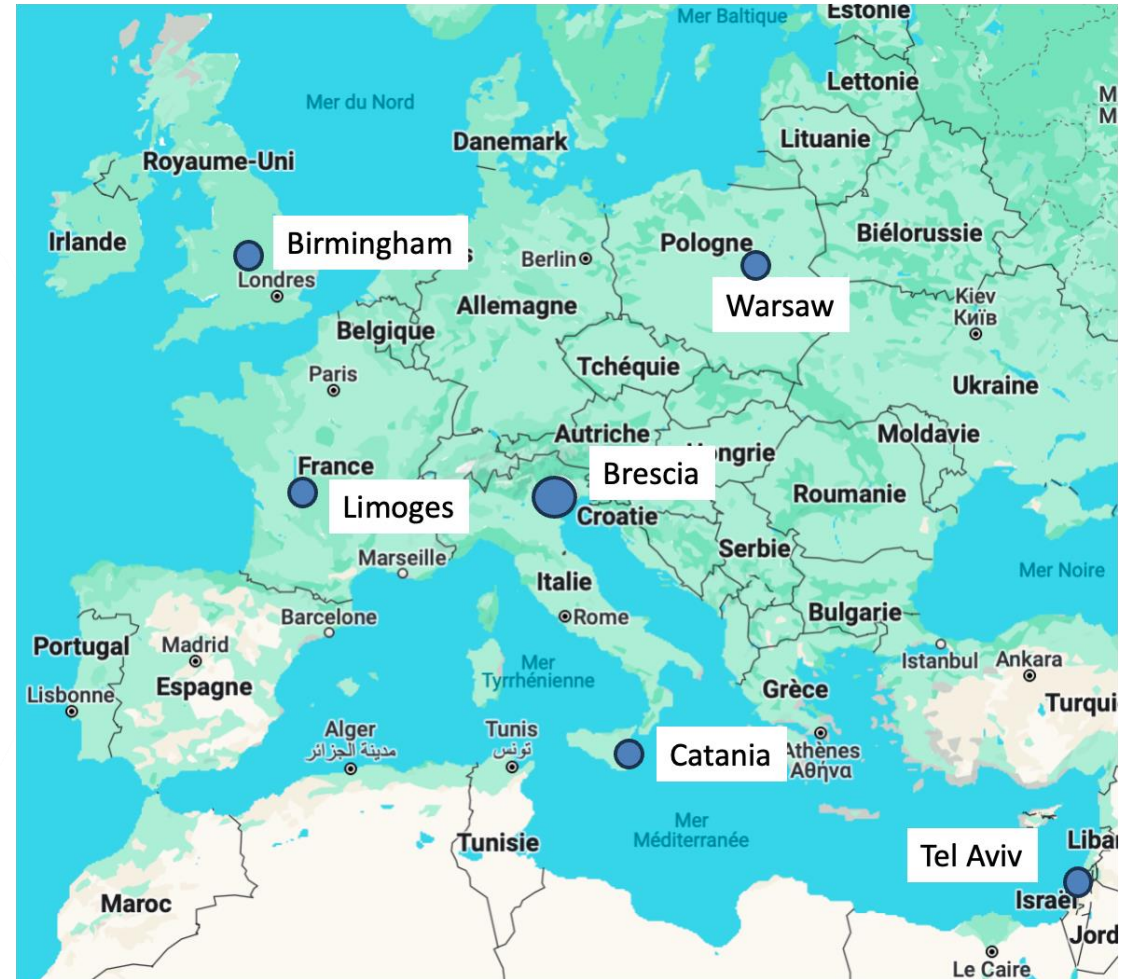 Mer Baltique
Estonie
Lettonie
Mer du Nord
Danemark
Lituanie
Royaume-Uni
Irlande
Birmingham
Londres
Berlin
Pologne
Biélorussie
Warsaw
Kiev
Київ
Allemagne
Belgique
Tchéquie
Paris
Ukraine
Autriche
Moldavie
France
Brescia
Limoges
Roumanie
Croatie
Marseille
Serbie
Mer Noire
Italie
Barcelone
Rome
Bulgarie
Portugal
Madrid
Mer
Tyrrhénienne
Istanbul
Ankara
Lisbonne
Espagne
Grèce
Alger
مدينة الجزائر
Tunis
تونس
Catania
Athènes
Αθήνα
Mer
Méditerranée
Tunisie
Tel Aviv
Maroc
Israël
Le Caire